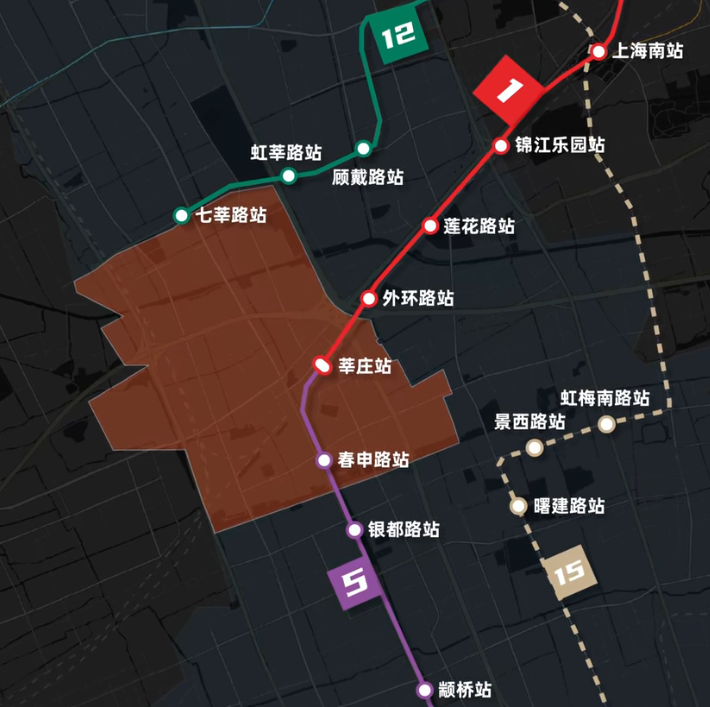 12
上海南站
1
锦江乐园站
虹莘路站
顾戴路站
七莘路站
莲花路站
外环路站
莘庄站
虹梅南路站
景西路站
春申路站
曙建路站
银都路站
15
5
颛桥站